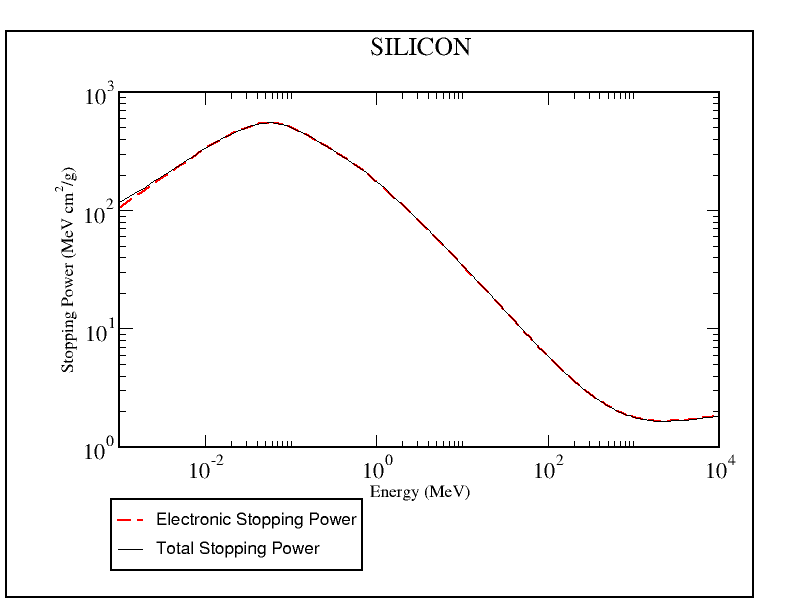 SILICON
10^3
10^2
10^1
10^0
Stopping Power (MeV cm^2/g)
10^-2
10^0
10^2
10^4
Energy (MeV)
Electronic Stopping Power
Total Stopping Power